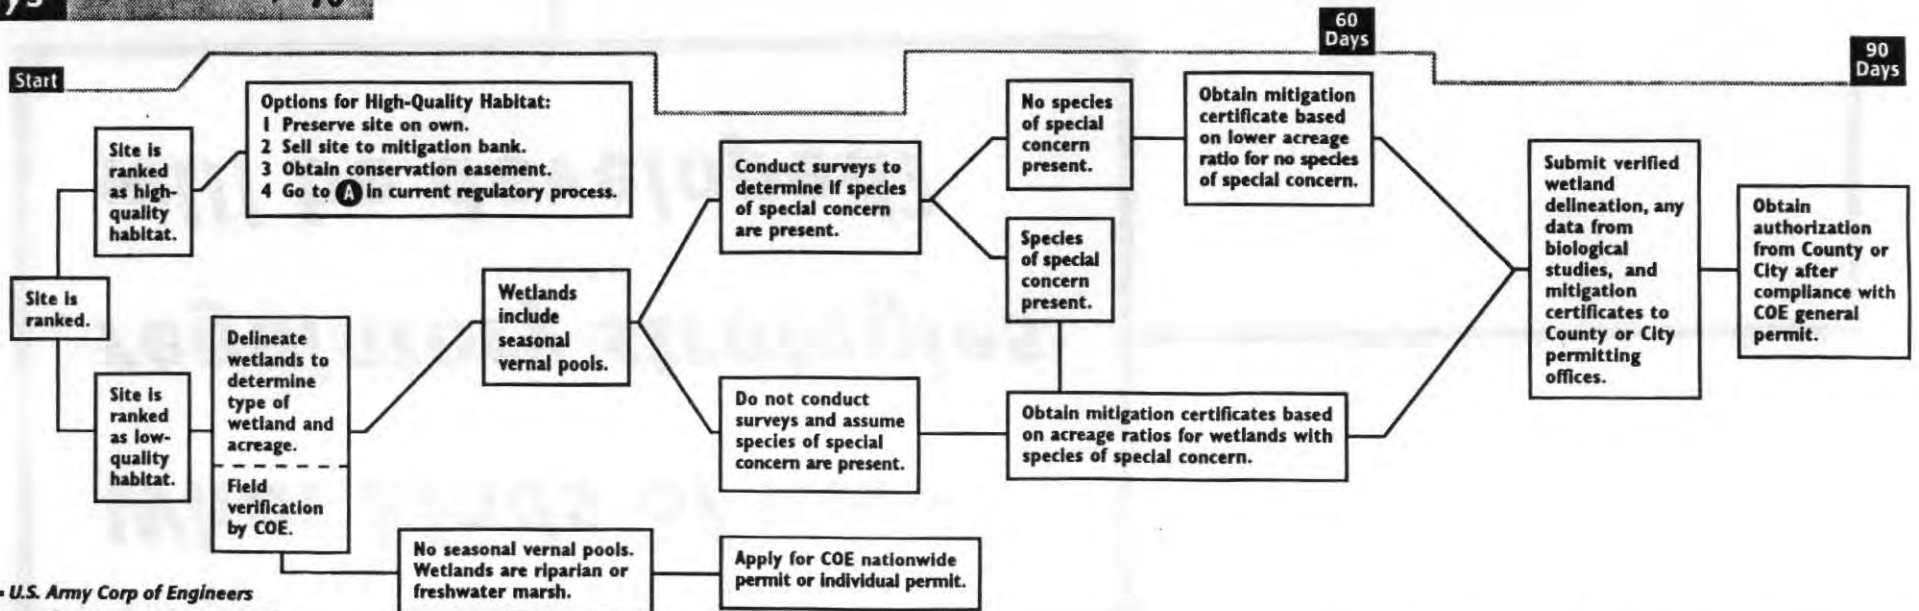 ys
Start
60
Days
90
Days
Site is
ranked.
Site is
ranked
as high-
quality
habitat.
Options for High-Quality Habitat:
1 Preserve site on own.
2 Sell site to mitigation bank.
3 Obtain conservation easement.
4 Go to A in current regulatory process.
Site is
ranked
as low-
quality
habitat.
Delineate
wetlands to
determine
type of
wetland and
acreage.
Field
verification
by COE.
Wetlands
include
seasonal
vernal pools.
No seasonal vernal pools.
Wetlands are riparian or
freshwater marsh.
Apply for COE nationwide
permit or individual permit.
Conduct surveys to
determine if species
of special concern
are present.
Do not conduct
surveys and assume
species of special
concern are present.
No species
of special
concern
present.
Species
of special
concern
present.
Obtain mitigation
certificate based
on lower acreage
ratio for no species
of special concern.
Obtain mitigation certificates based
on acreage ratios for wetlands with
species of special concern.
Submit verified
wetland
delineation, any
data from
biological
studies, and
mitigation
certificates to
County or City
permitting
offices.
Obtain
authorization
from County or
City after
compliance with
COE general
permit.
- U.S. Army Corp of Engineers